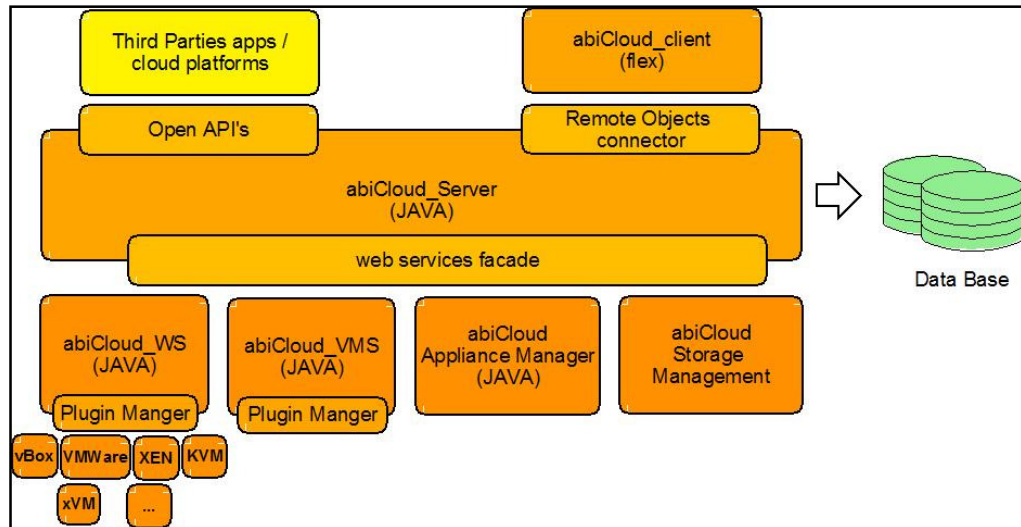 Third Parties apps /
cloud platforms
abiCloud_client
(flex)
Open API's
Remote Objects
connector
abiCloud_Server
(JAVA)
web services facade
Data Base
abiCloud_WS
(JAVA)
abiCloud_VMS
(JAVA)
abiCloud
Appliance Manager
(JAVA)
abiCloud
Storage
Management
Plugin Manger
Plugin Manger
vBox
VMWare
XEN
KVM
xVM
...